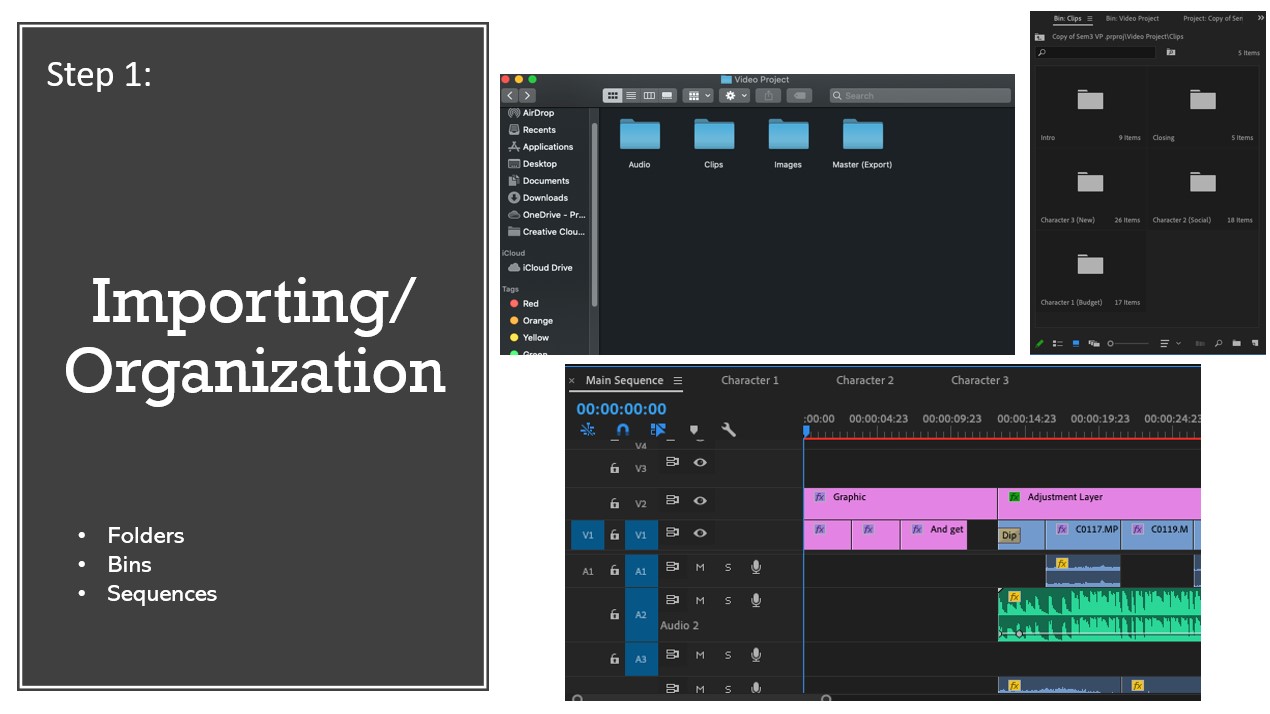 Step 1:
Importing/
Organization
• Folders
• Bins
• Sequences
Video Project
Search
AirDrop
Recents
Applications
Desktop
Documents
Downloads
OneDrive - Pr...
Creative Clou...
iCloud
iCloud Drive
Tags
Red
Orange
Yellow
Green
Audio
Clips
Images
Master (Export)
Bin: Clips
Bin: Video Project
Project: Copy of Sen
Copy of Sem3 VP .prproj\Video Project\Clips
5 Items
Intro 9 Items
Closing 5 Items
Character 3 (New) 26 Items
Character 2 (Social) 18 Items
Character 1 (Budget) 17 Items
× Main Sequence
Character 1
Character 2
Character 3
00:00:00:00
:00:00 00:00:04:23 00:00:09:23 00:00:14:23 00:00:19:23 00:00:24:23
V4
V3
V2
fx Graphic
fx Adjustment Layer
V1 V1
fx fx fx And get
Dip
fx C0117.MP
fx C0119.M
A1 A1 M S
fx
A2 M S
Audio 2
fx
A3 M S
M S
fx fx